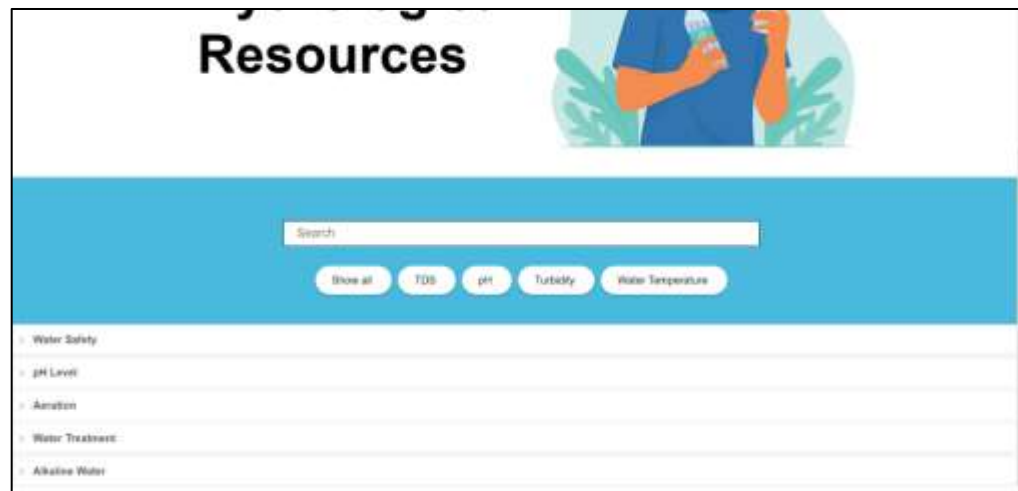 Resources
Search
Show all TDS pH Turbidity Water Temperature
Water Safety
pH Level
Aeration
Water Treatment
Alkaline Water